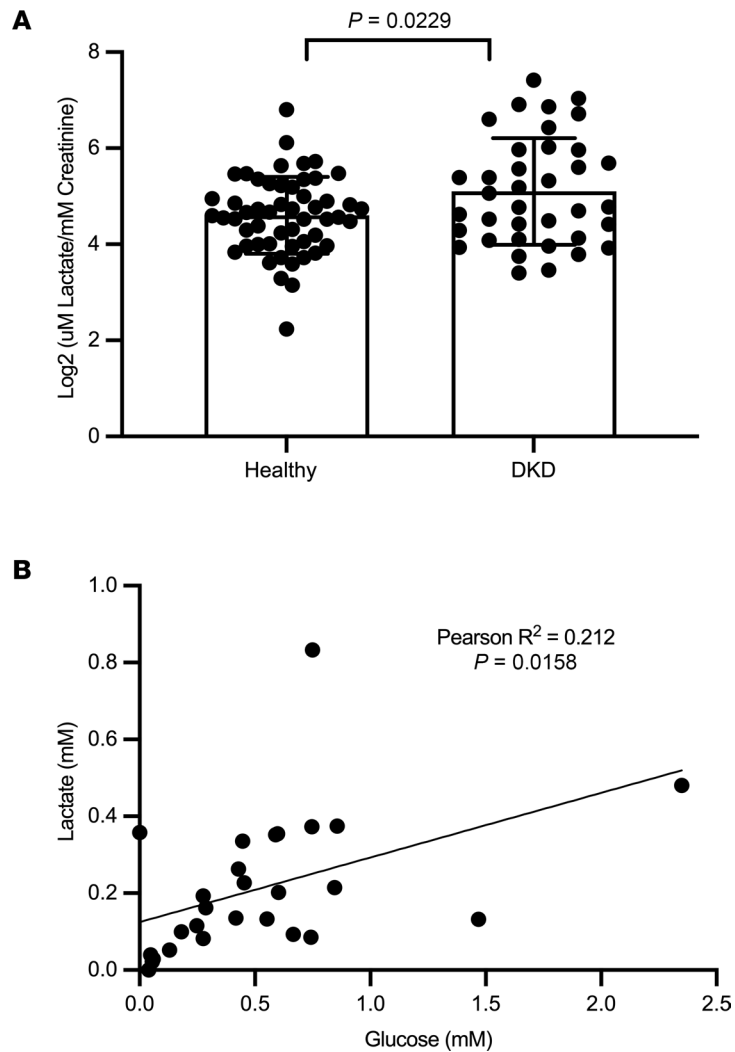 A
P = 0.0229
Log2 (uM Lactate/mM Creatinine)
8
6
4
2
0
Healthy
DKD
B
Pearson R² = 0.212
P = 0.0158
Lactate (mM)
1.0
0.8
0.6
0.4
0.2
0.0
0.0
0.5
1.0
1.5
2.0
2.5
Glucose (mM)